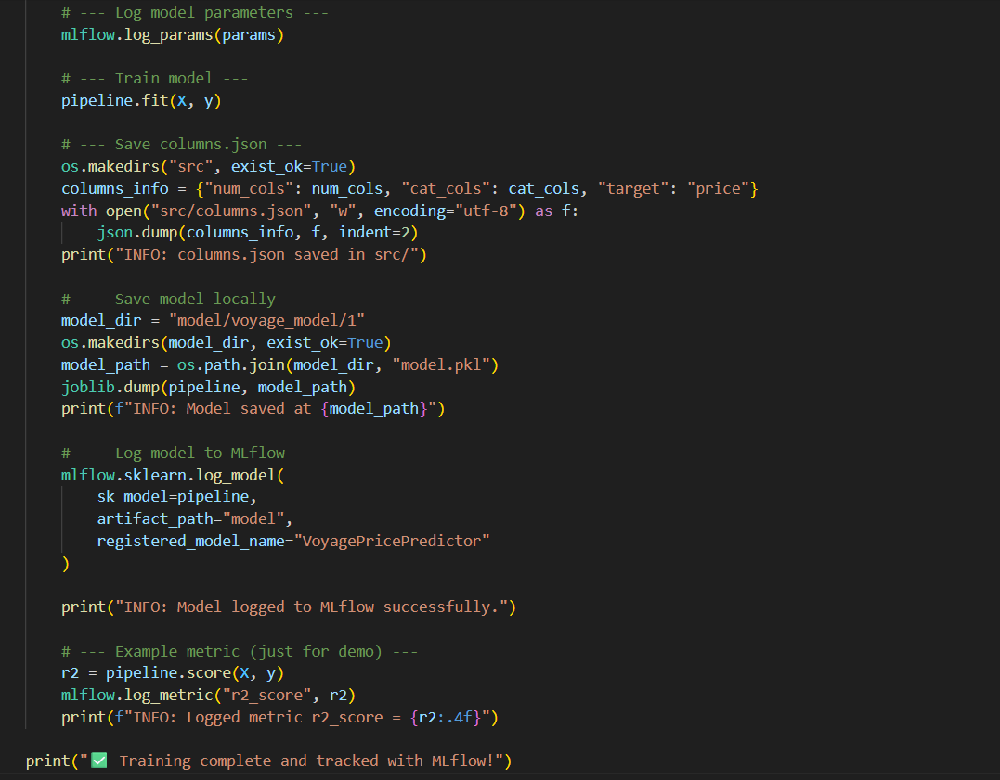 # --- Log model parameters ---
mlflow.log_params(params)
# --- Train model ---
pipeline.fit(X, y)
# --- Save columns.json ---
os.makedirs("src", exist_ok=True)
columns_info = {"num_cols": num_cols, "cat_cols": cat_cols, "target": "price"}
with open("src/columns.json", "w", encoding="utf-8") as f:
    json.dump(columns_info, f, indent=2)
print("INFO: columns.json saved in src/")
# --- Save model locally ---
model_dir = "model/voyage_model/1"
os.makedirs(model_dir, exist_ok=True)
model_path = os.path.join(model_dir, "model.pkl")
joblib.dump(pipeline, model_path)
print(f"INFO: Model saved at {model_path}")
# --- Log model to MLflow ---
mlflow.sklearn.log_model(
    sk_model=pipeline,
    artifact_path="model",
    registered_model_name="VoyagePricePredictor"
)
print("INFO: Model logged to MLflow successfully.")
# --- Example metric (just for demo) ---
r2 = pipeline.score(X, y)
mlflow.log_metric("r2_score", r2)
print(f"INFO: Logged metric r2_score = {r2:.4f}")
print("✅ Training complete and tracked with MLflow!")